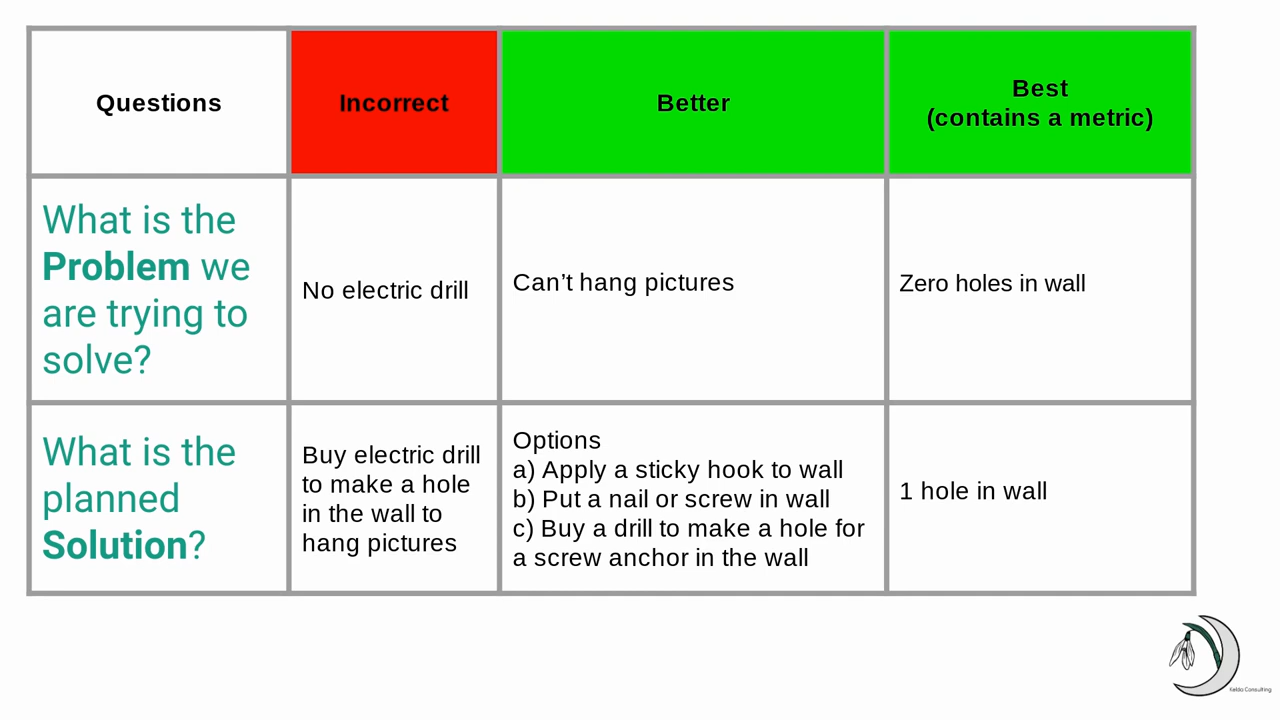 Questions
Incorrect
Better
Best
(contains a metric)
What is the
Problem we
are trying to
solve?
No electric drill
Can’t hang pictures
Zero holes in wall
What is the
planned
Solution?
Buy electric drill
to make a hole
in the wall to
hang pictures
Options
a) Apply a sticky hook to wall
b) Put a nail or screw in wall
c) Buy a drill to make a hole for
a screw anchor in the wall
1 hole in wall
Consulting